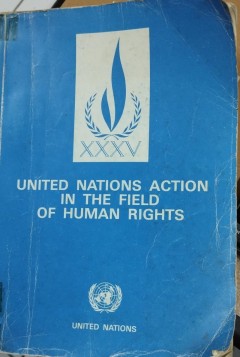 XXXV
UNITED NATIONS ACTION
IN THE FIELD
OF HUMAN RIGHTS
UNITED NATIONS